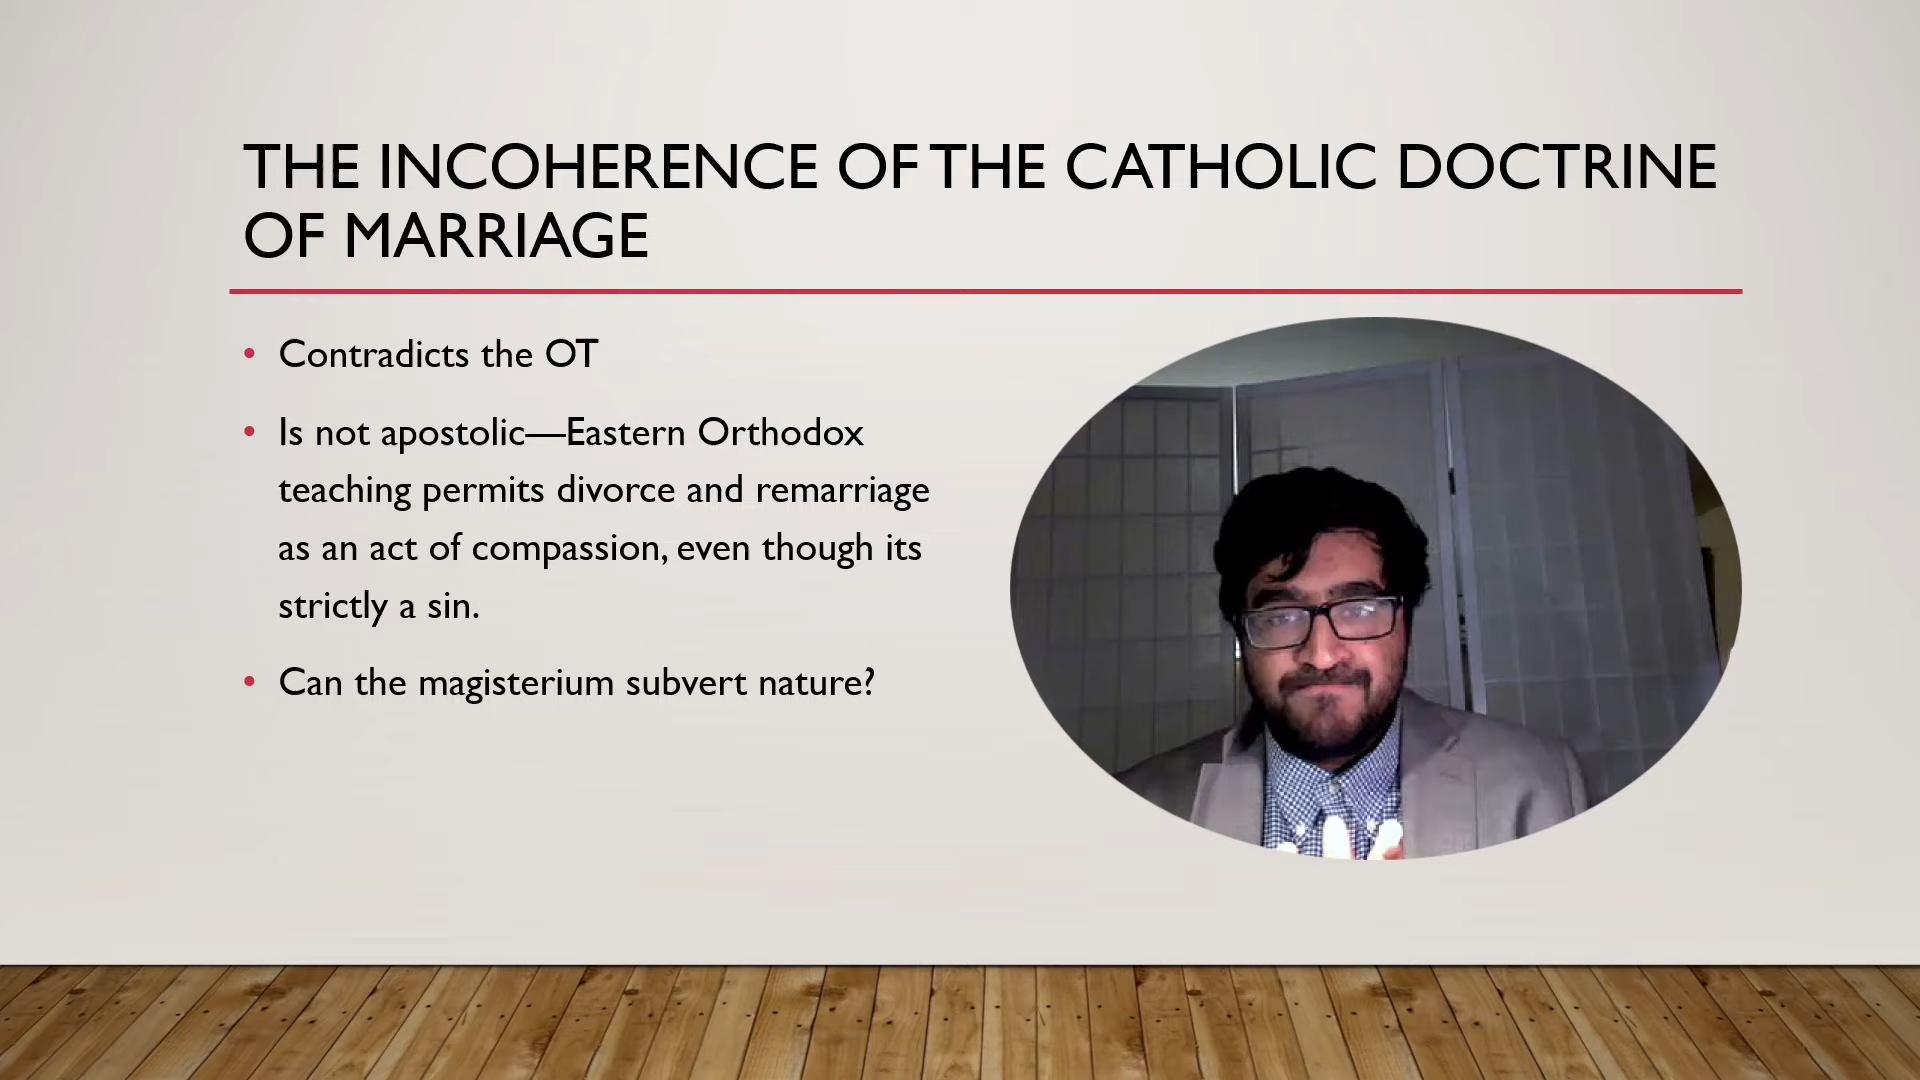 THE INCOHERENCE OF THE CATHOLIC DOCTRINE
OF MARRIAGE
• Contradicts the OT
• Is not apostolic—Eastern Orthodox
teaching permits divorce and remarriage
as an act of compassion, even though its
strictly a sin.
• Can the magisterium subvert nature?